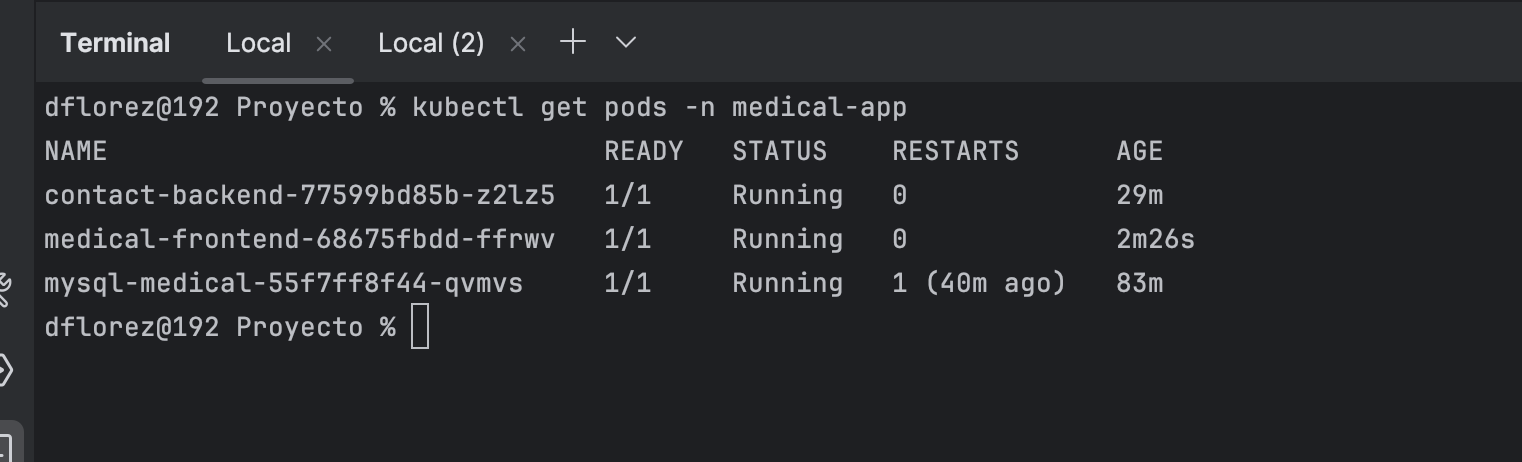 Terminal Local × Local (2) × +
dflorez@192 Proyecto % kubectl get pods -n medical-app
NAME READY STATUS RESTARTS AGE
contact-backend-77599bd85b-z2lz5 1/1 Running 0 29m
medical-frontend-68675fbdd-ffrwv 1/1 Running 0 2m26s
mysql-medical-55f7ff8f44-qvmvs 1/1 Running 1 (40m ago) 83m
dflorez@192 Proyecto %